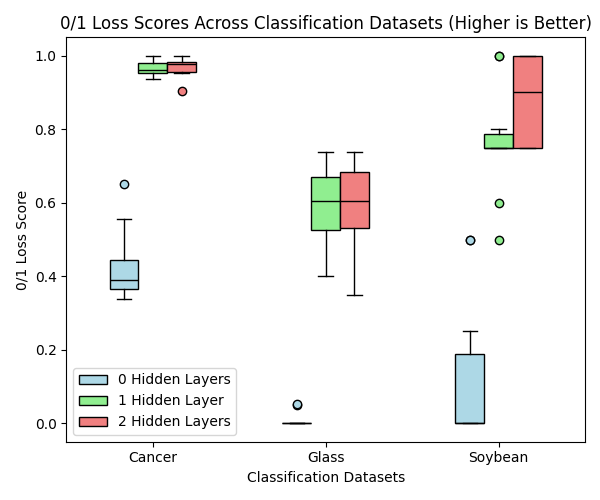 0/1 Loss Scores Across Classification Datasets (Higher is Better)
0/1 Loss Score
1.0
0.8
0.6
0.4
0.2
0.0
0 Hidden Layers
1 Hidden Layer
2 Hidden Layers
Cancer
Glass
Soybean
Classification Datasets